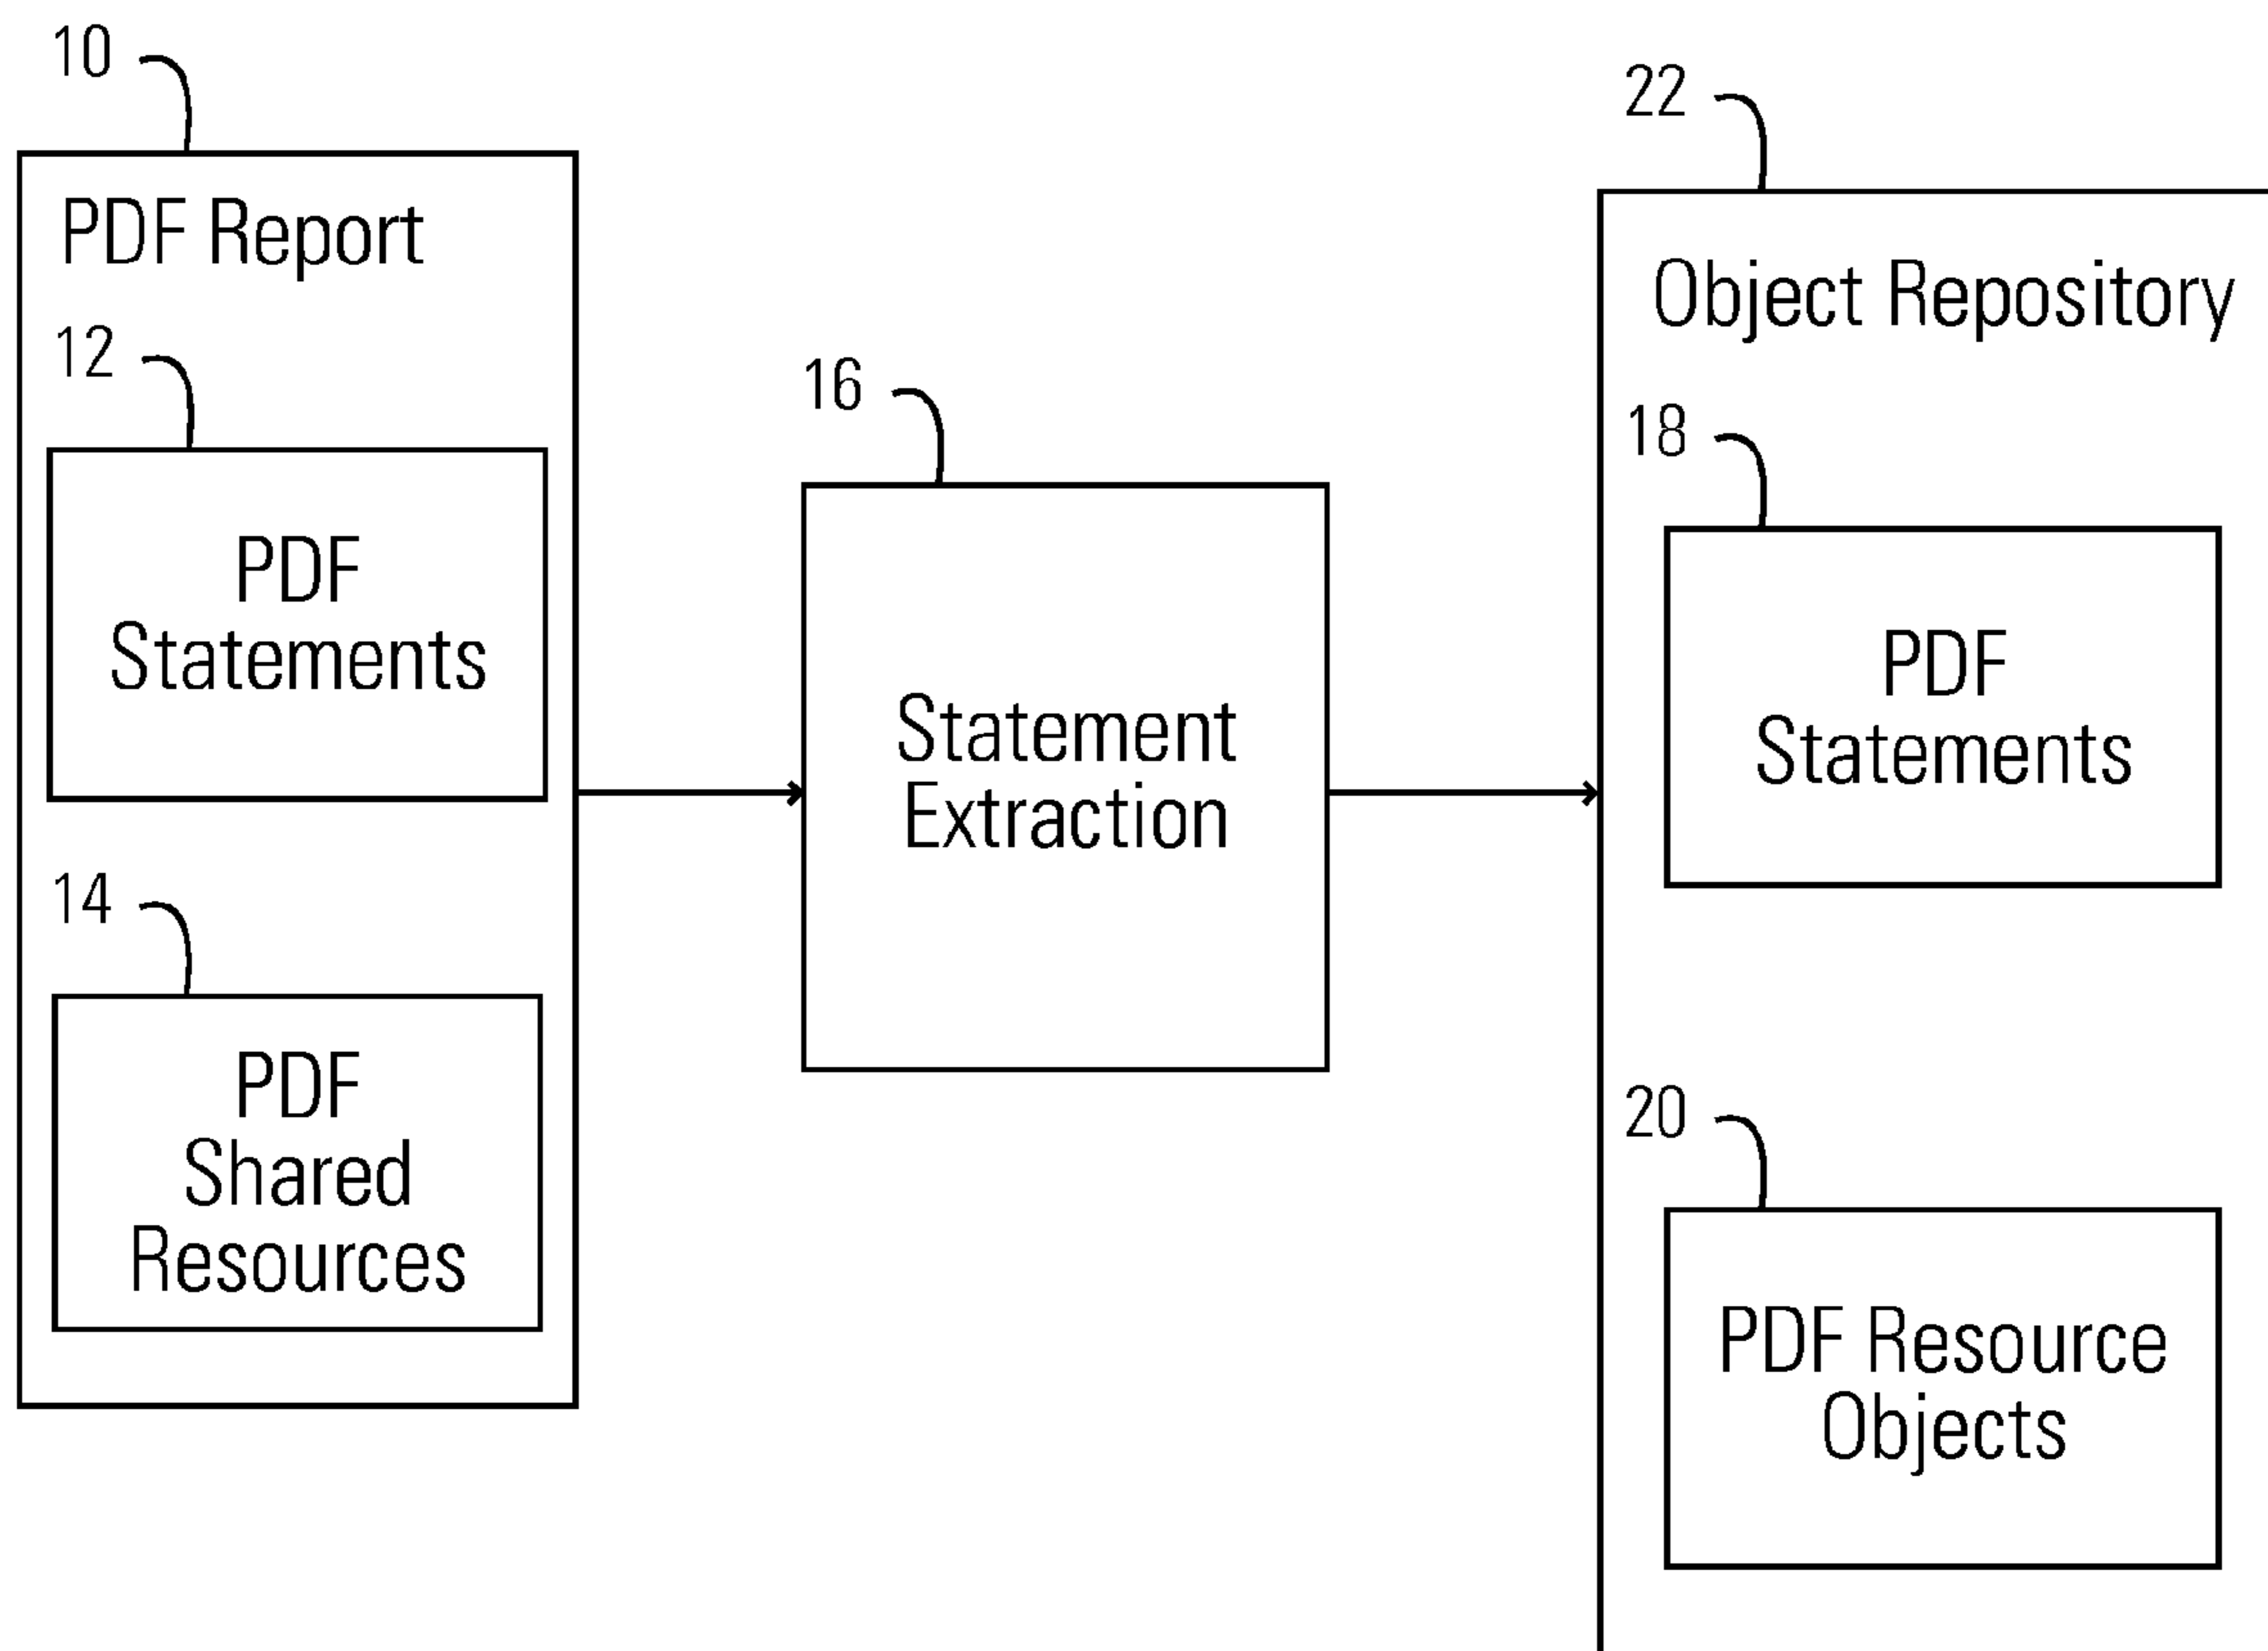 10
PDF Report
12
PDF
Statements
14
PDF
Shared
Resources
16
Statement
Extraction
22
Object Repository
18
PDF
Statements
20
PDF Resource
Objects